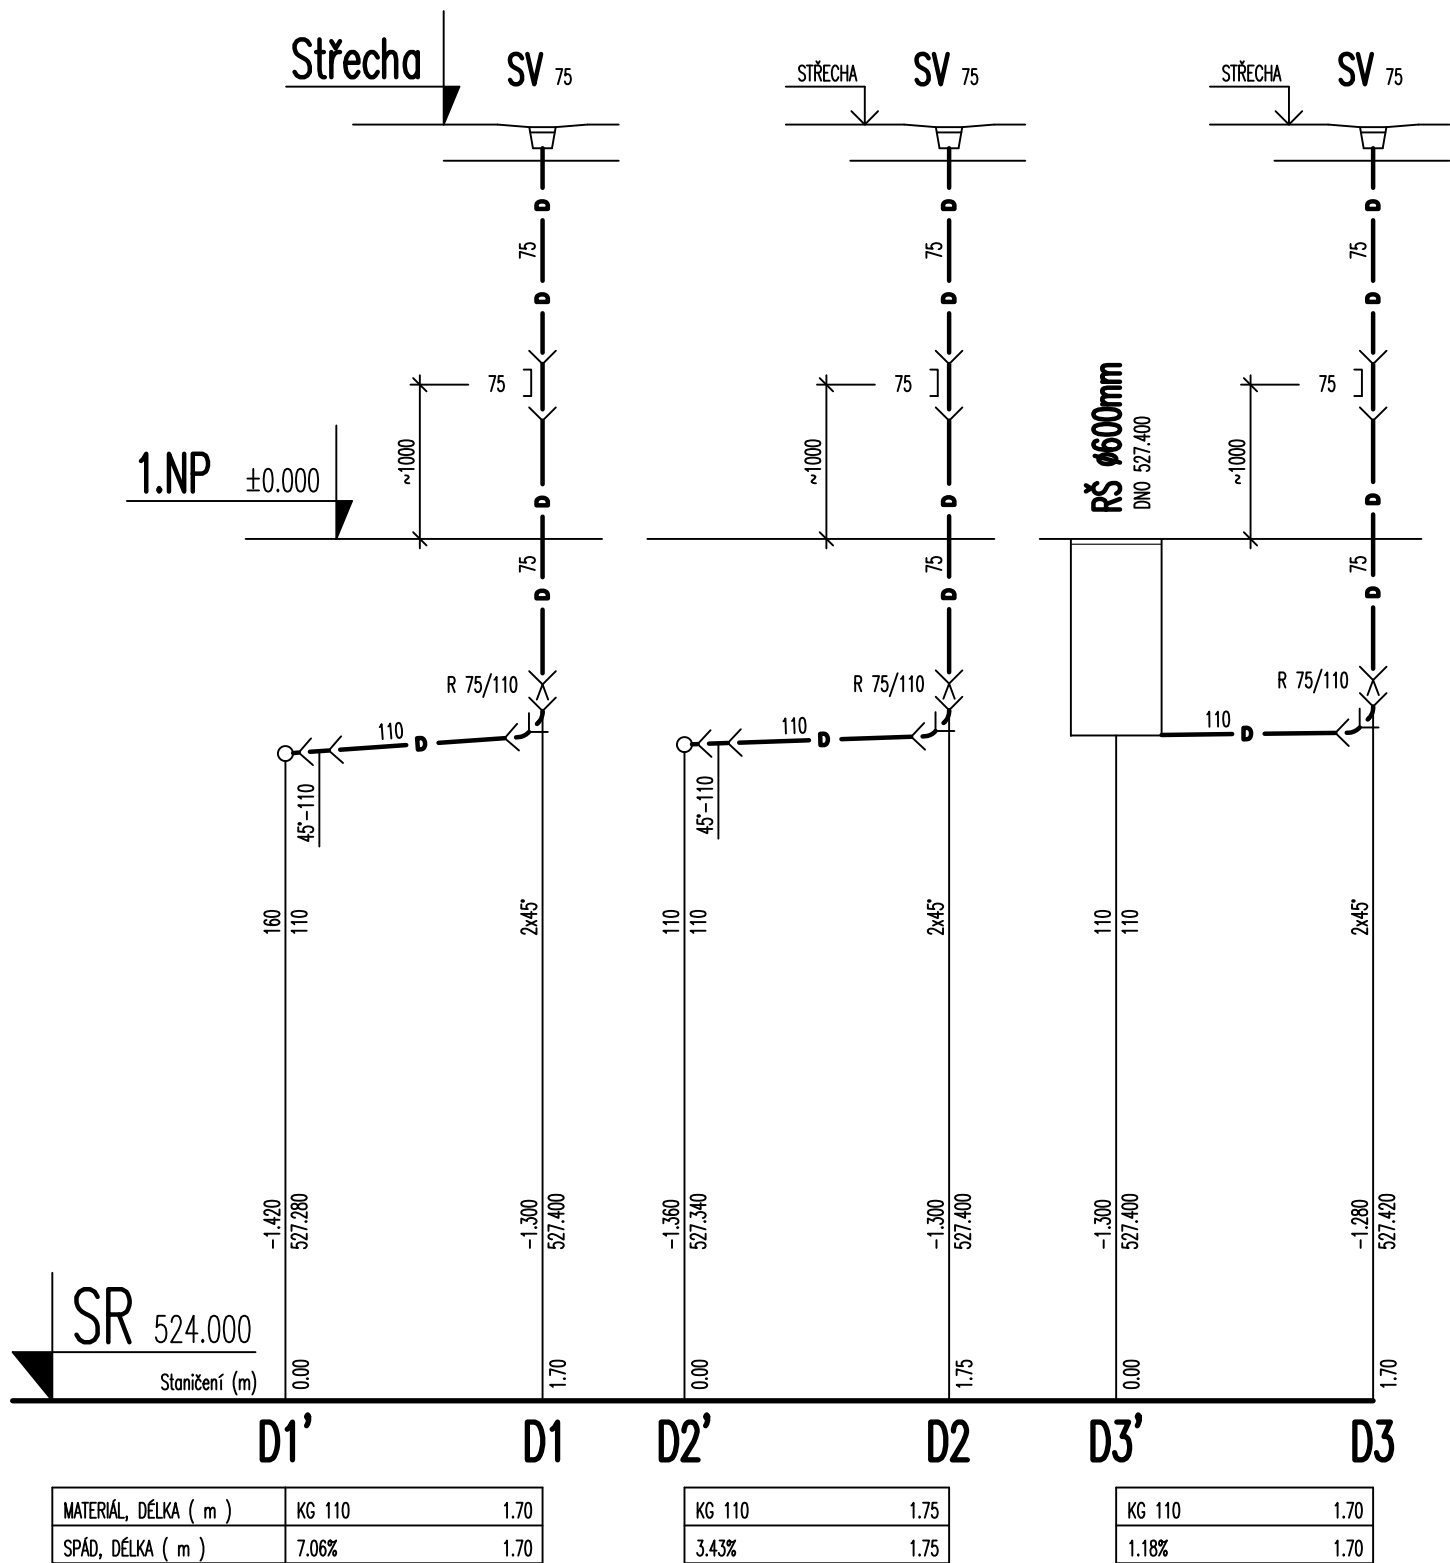 Střecha
SV 75
STŘECHA
SV 75
STŘECHA
SV 75
D
75
D
75
~1000
D
75
D
R 75/110
110
D
45°-110
D
75
D
75
~1000
D
75
D
R 75/110
110
D
45°-110
D
75
D
75
~1000
D
75
D
R 75/110
110
D
RŠ ø600mm
DNO 527.400
1.NP ±0.000
160
110
2x45°
110
110
2x45°
110
110
2x45°
-1.420
527.280
-1.300
527.400
-1.360
527.340
-1.300
527.400
-1.300
527.400
-1.280
527.420
SR 524.000
Staničení (m)
0.00
1.70
0.00
1.75
0.00
1.70
D1' D1 D2' D2 D3' D3
MATERIÁL, DÉLKA ( m ) KG 110 1.70 KG 110 1.75 KG 110 1.70
SPÁD, DÉLKA ( m ) 7.06% 1.70 3.43% 1.75 1.18% 1.70